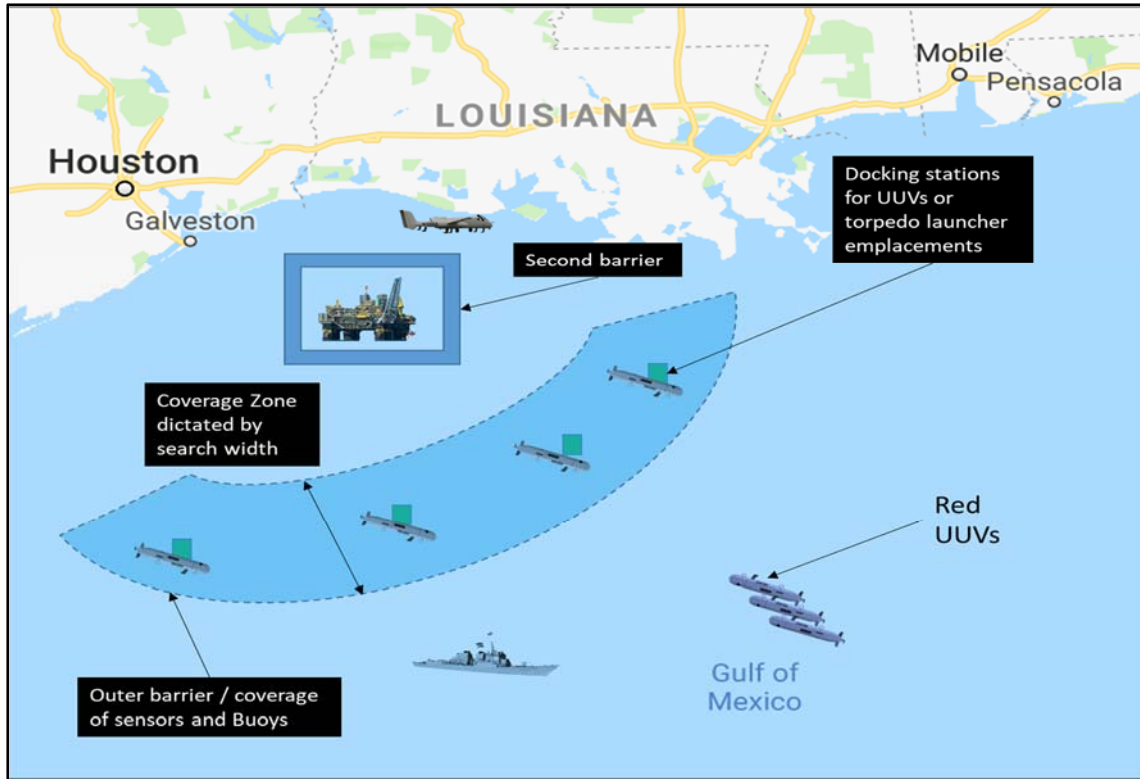 Mobile
Pensacola
LOUISIANA
Houston
Galveston
Docking stations
for UUVs or
torpedo launcher
emplacements
Second barrier
Coverage Zone
dictated by
search width
Red
UUVs
Gulf of
Mexico
Outer barrier / coverage
of sensors and Buoys